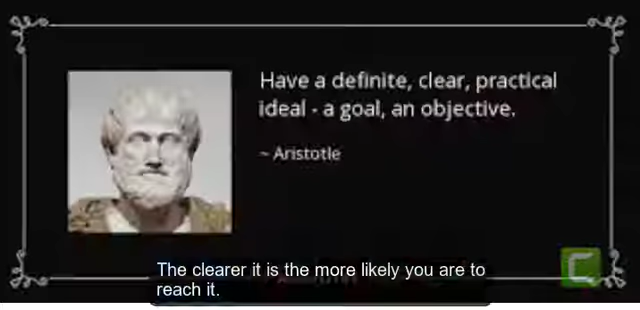 Have a definite, clear, practical
ideal - a goal, an objective.
~ Aristotle
The clearer it is the more likely you are to
reach it.